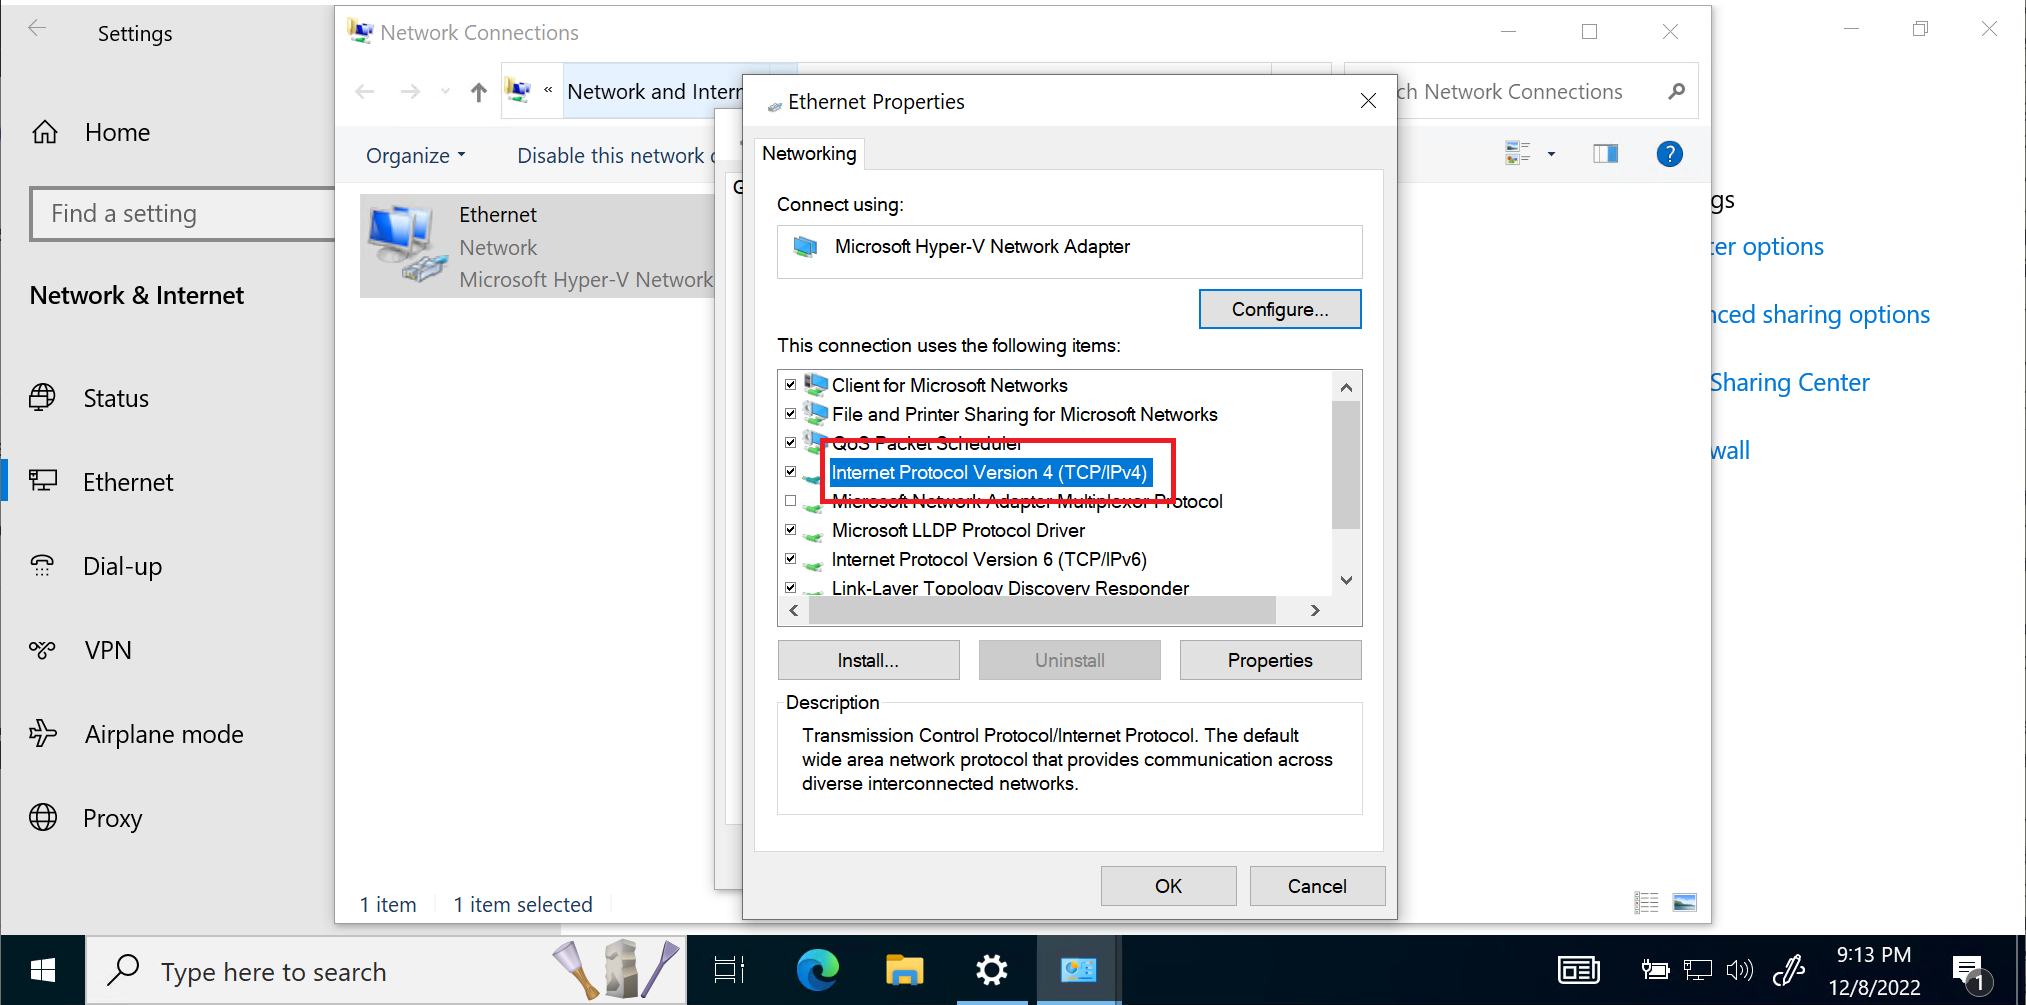 Settings
Home
Find a setting
Network & Internet
Status
Ethernet
Dial-up
VPN
Airplane mode
Proxy
Network Connections
« Network and Intern
ch Network Connections
Organize
Disable this network
Ethernet
Network
Microsoft Hyper-V Network
1 item
1 item selected
Ethernet Properties
Networking
Connect using:
Microsoft Hyper-V Network Adapter
Configure...
This connection uses the following items:
Client for Microsoft Networks
File and Printer Sharing for Microsoft Networks
QoS Packet Scheduler
Internet Protocol Version 4 (TCP/IPv4)
Microsoft Network Adapter Multiplexor Protocol
Microsoft LLDP Protocol Driver
Internet Protocol Version 6 (TCP/IPv6)
Link-Layer Topology Discovery Responder
Install...
Uninstall
Properties
Description
Transmission Control Protocol/Internet Protocol. The default
wide area network protocol that provides communication across
diverse interconnected networks.
OK
Cancel
gs
ter options
nced sharing options
Sharing Center
wall
Type here to search
9:13 PM
12/8/2022
1